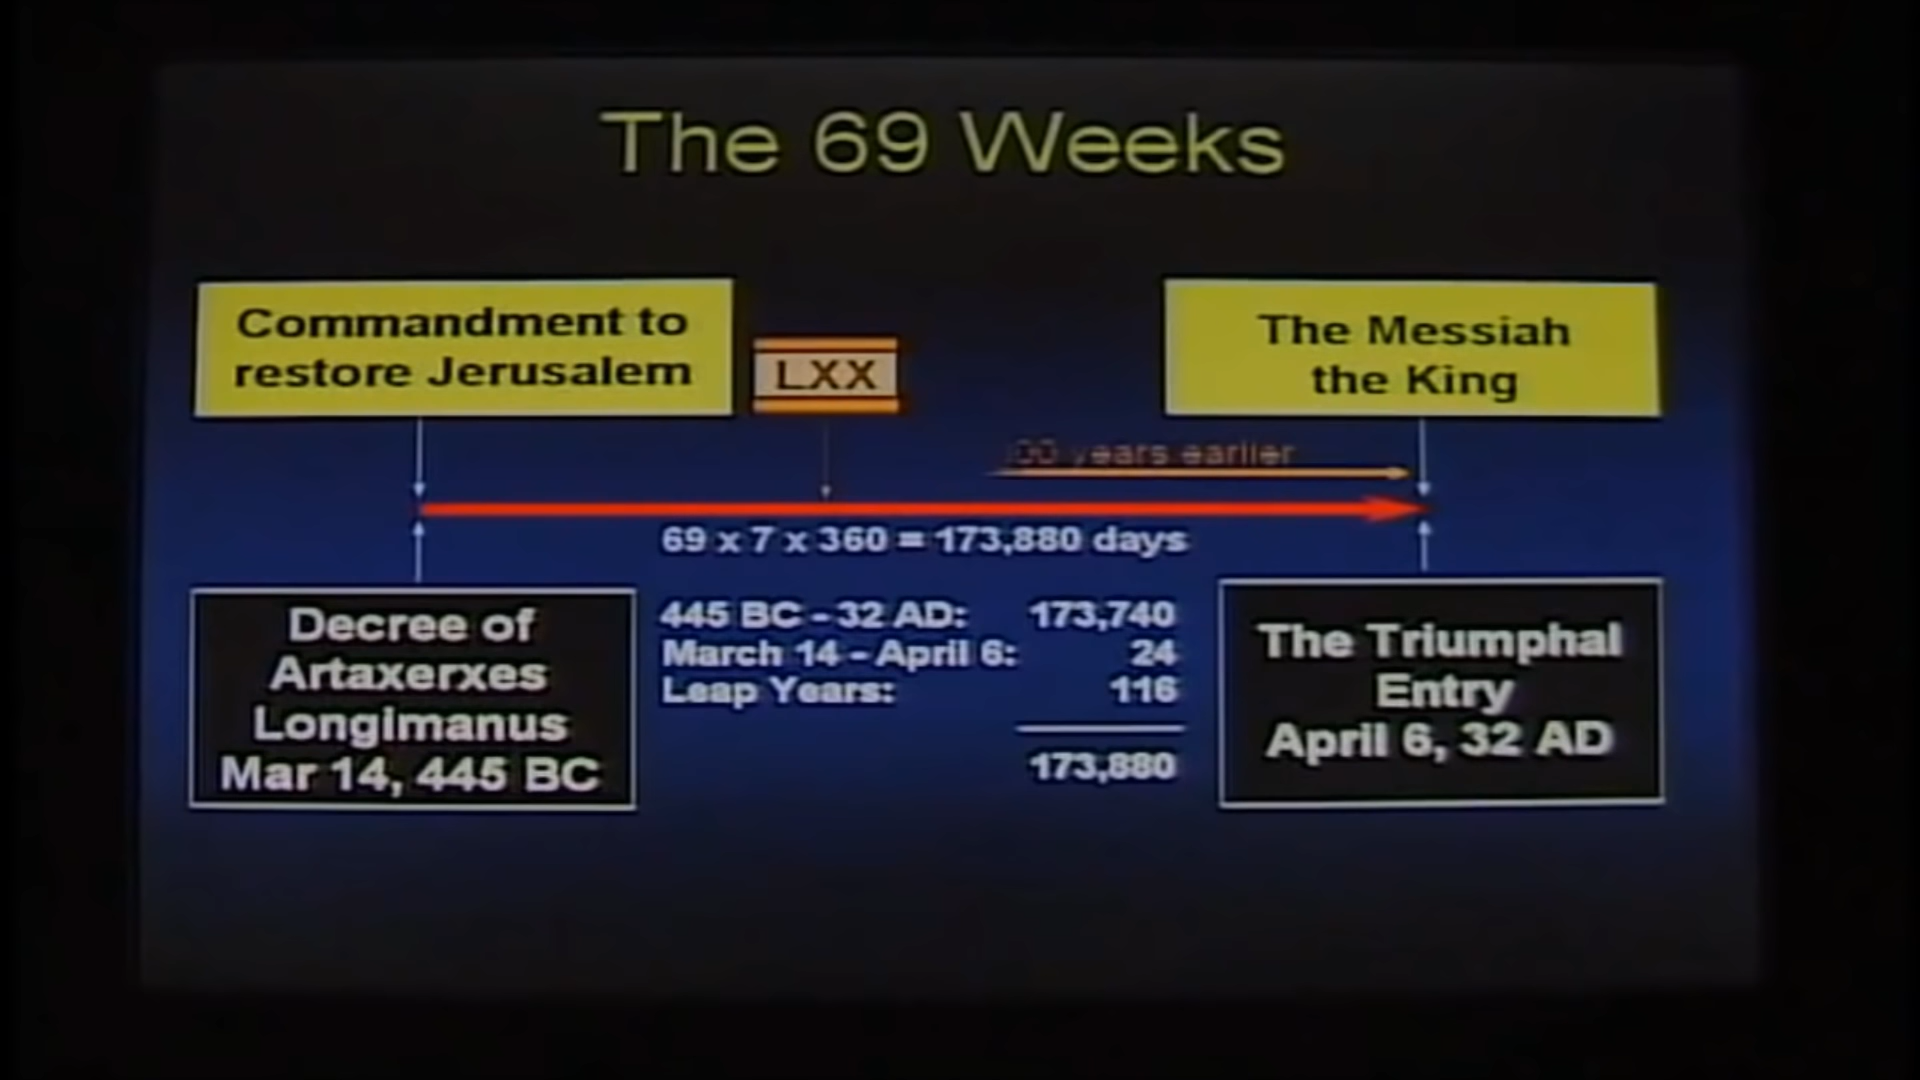 The 69 Weeks
Commandment to
restore Jerusalem
LXX
The Messiah
the King
years earlier
69 x 7 x 360 = 173,880 days
Decree of
Artaxerxes
Longimanus
Mar 14, 445 BC
445 BC - 32 AD: 173,740
March 14 - April 6: 24
Leap Years: 116
173,880
The Triumphal
Entry
April 6, 32 AD